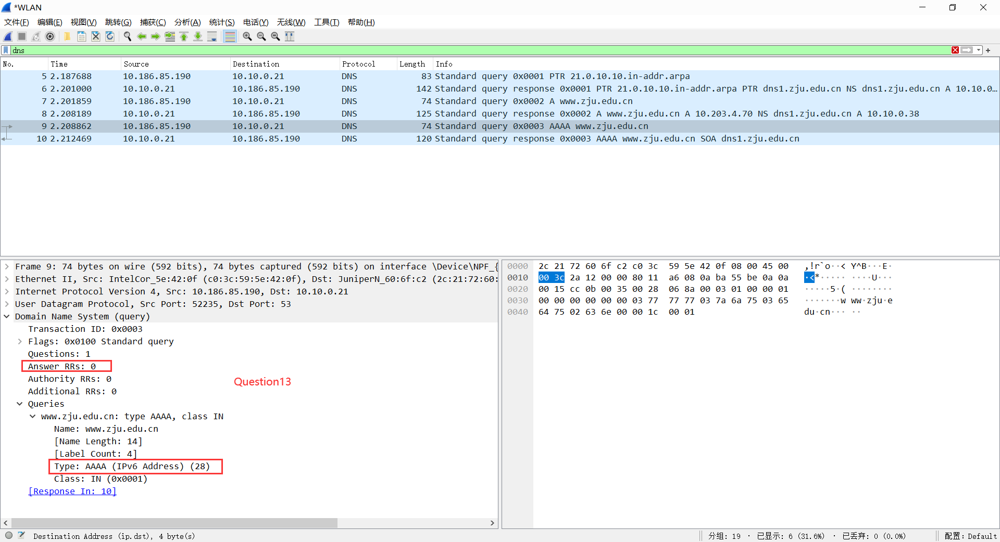 *WLAN
文件(F) 编辑(E) 视图(V) 跳转(G) 捕获(C) 分析(A) 统计(S) 电话(Y) 无线(W) 工具(T) 帮助(H)
dns
No. Time Source Destination Protocol Length Info
5 2.187688 10.186.85.190 10.10.0.21 DNS 83 Standard query 0x0001 PTR 21.0.10.10.in-addr.arpa
6 2.201000 10.10.0.21 10.186.85.190 DNS 142 Standard query response 0x0001 PTR 21.0.10.10.in-addr.arpa PTR dns1.zju.edu.cn NS dns1.zju.edu.cn A 10.10.0…
7 2.201859 10.186.85.190 10.10.0.21 DNS 74 Standard query 0x0002 A www.zju.edu.cn
8 2.208189 10.10.0.21 10.186.85.190 DNS 125 Standard query response 0x0002 A www.zju.edu.cn A 10.203.4.70 NS dns1.zju.edu.cn A 10.10.0.38
9 2.208862 10.186.85.190 10.10.0.21 DNS 74 Standard query 0x0003 AAAA www.zju.edu.cn
10 2.212469 10.10.0.21 10.186.85.190 DNS 120 Standard query response 0x0003 AAAA www.zju.edu.cn SOA dns1.zju.edu.cn
Frame 9: 74 bytes on wire (592 bits), 74 bytes captured (592 bits) on interface \Device\NPF_{
Ethernet II, Src: IntelCor_5e:42:0f (c0:3c:59:5e:42:0f), Dst: JuniperN_60:6f:c2 (2c:21:72:60:
Internet Protocol Version 4, Src: 10.186.85.190, Dst: 10.10.0.21
User Datagram Protocol, Src Port: 52235, Dst Port: 53
Domain Name System (query)
Transaction ID: 0x0003
Flags: 0x0100 Standard query
Questions: 1
Answer RRs: 0
Authority RRs: 0
Question13
Additional RRs: 0
Queries
www.zju.edu.cn: type AAAA, class IN
Name: www.zju.edu.cn
[Name Length: 14]
[Label Count: 4]
Type: AAAA (IPv6 Address) (28)
Class: IN (0x0001)
[Response In: 10]
0000 2c 21 72 60 6f c2 c0 3c 59 5e 42 0f 08 00 45 00 ,!r`o··< Y^B···E·
0010 00 3c 2a 12 00 00 80 11 a6 08 0a ba 55 be 0a 0a ·<*····· ····U···
0020 00 15 cc 0b 00 35 00 28 06 8a 00 03 01 00 00 01 ·····5·( ········
0030 00 00 00 00 00 00 03 77 77 77 03 7a 6a 75 03 65 ·······w ww·zju·e
0040 64 75 02 63 6e 00 00 1c 00 01 du·cn··· ··
Destination Address (ip.dst), 4 byte(s)
分组: 19 · 已显示: 6 (31.6%) · 已丢弃: 0 (0.0%)
配置: Default